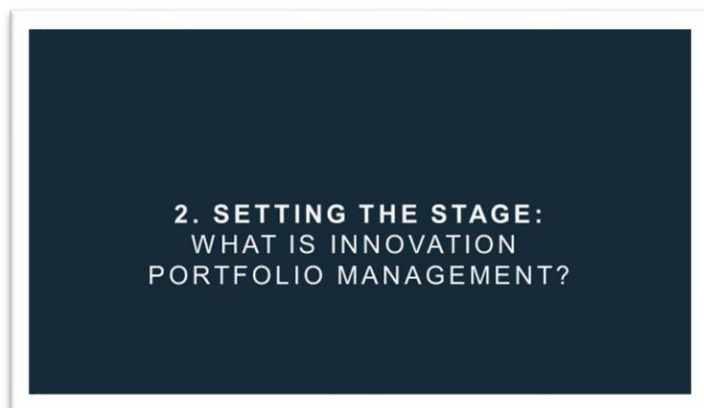 2. SETTING THE STAGE:
WHAT IS INNOVATION
PORTFOLIO MANAGEMENT?